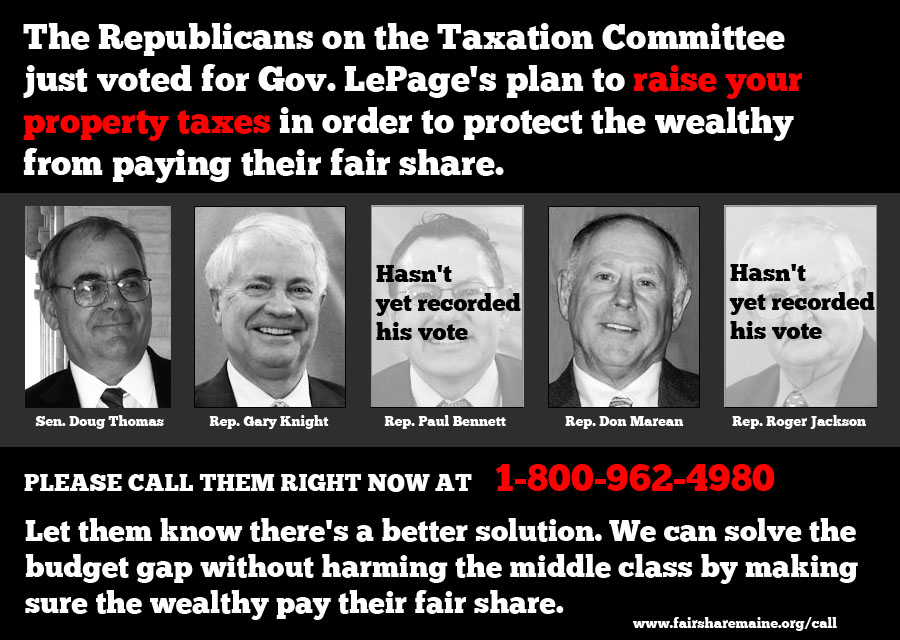 The Republicans on the Taxation Committee
just voted for Gov. LePage's plan to raise your
property taxes in order to protect the wealthy
from paying their fair share.
Hasn't
yet recorded
his vote
Hasn't
yet recorded
his vote
Sen. Doug Thomas
Rep. Gary Knight
Rep. Paul Bennett
Rep. Don Marean
Rep. Roger Jackson
PLEASE CALL THEM RIGHT NOW AT 1-800-962-4980
Let them know there's a better solution. We can solve the
budget gap without harming the middle class by making
sure the wealthy pay their fair share.
www.fairsharemaine.org/call